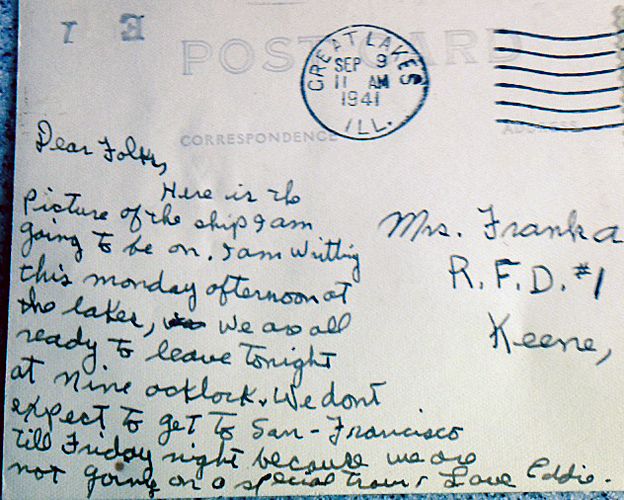 POST CARD
GREAT LAKES
SEP 9
11 AM
1941
ILL.
CORRESPONDENCE
ADDRESS
Dear Folks,
Here is the
picture of the ship I am
going to be on. I am writting
this monday afternoon at
the lakes, we are all
ready to leave tonight
at nine ocklock. We dont
expect to get to San-Francisco
till Friday night because we are
not going on a special train. Love Eddie.
Mrs. Frank A
R.F.D. #1
Keene,